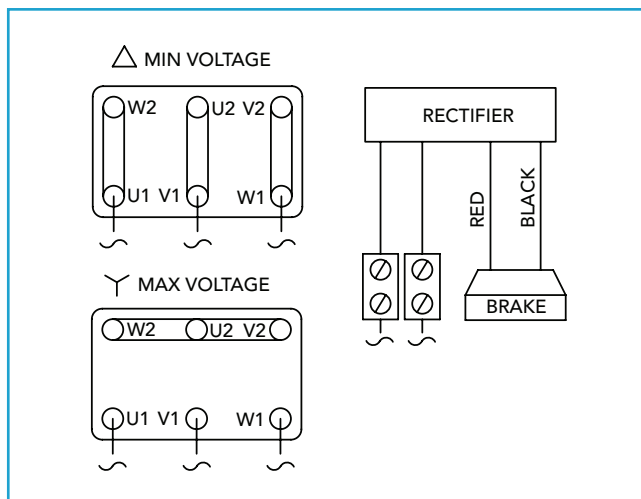 △ MIN VOLTAGE
W2 U2 V2
U1 V1 W1
MAX VOLTAGE
W2 U2 V2
U1 V1 W1
RECTIFIER
RED
BLACK
BRAKE